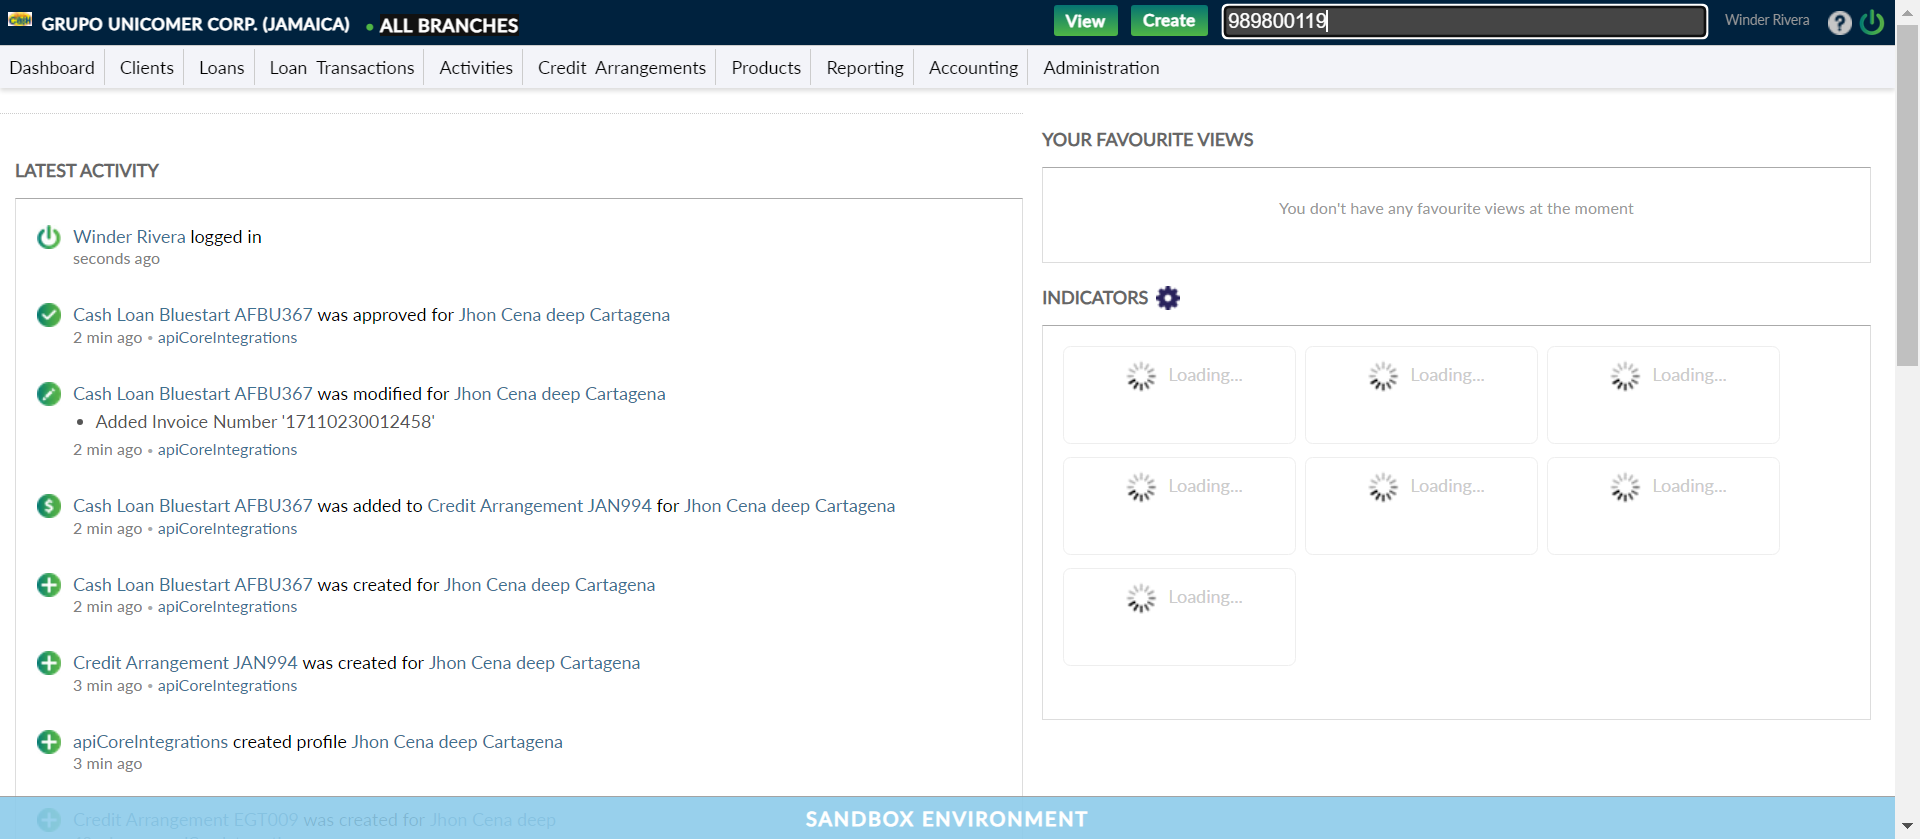 GRUPO UNICOMER CORP. (JAMAICA) • ALL BRANCHES View Create 989800119 Winder Rivera ?
Dashboard Clients Loans Loan Transactions Activities Credit Arrangements Products Reporting Accounting Administration
LATEST ACTIVITY
Winder Rivera logged in
seconds ago
Cash Loan Bluestart AFBU367 was approved for Jhon Cena deep Cartagena
2 min ago • apiCoreIntegrations
Cash Loan Bluestart AFBU367 was modified for Jhon Cena deep Cartagena
• Added Invoice Number '17110230012458'
2 min ago • apiCoreIntegrations
Cash Loan Bluestart AFBU367 was added to Credit Arrangement JAN994 for Jhon Cena deep Cartagena
2 min ago • apiCoreIntegrations
Cash Loan Bluestart AFBU367 was created for Jhon Cena deep Cartagena
2 min ago • apiCoreIntegrations
Credit Arrangement JAN994 was created for Jhon Cena deep Cartagena
3 min ago • apiCoreIntegrations
apiCoreIntegrations created profile Jhon Cena deep Cartagena
3 min ago
Credit Arrangement EGT009 was created for Jhon Cena deep
YOUR FAVOURITE VIEWS
You don't have any favourite views at the moment
INDICATORS
Loading... Loading... Loading...
Loading... Loading... Loading...
Loading...
SANDBOX ENVIRONMENT